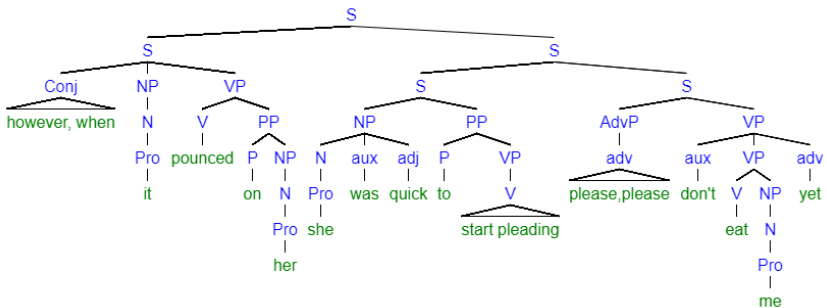 S
S S
Conj NP VP S S
however, when N V PP NP PP AdvP VP
Pro pounced P NP N aux adj P VP adv aux VP adv
it on N Pro was quick to V please,please don't V NP yet
Pro she start pleading eat N
her Pro
me